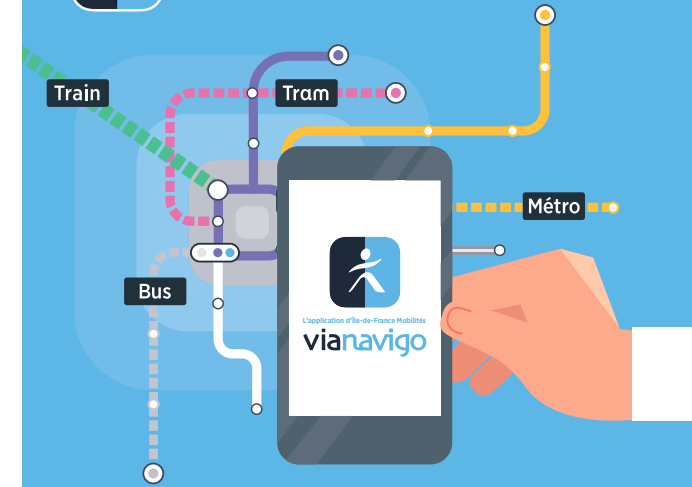 Train
Tram
Métro
Bus
L'application d'Île-de-France Mobilités
vianavigo